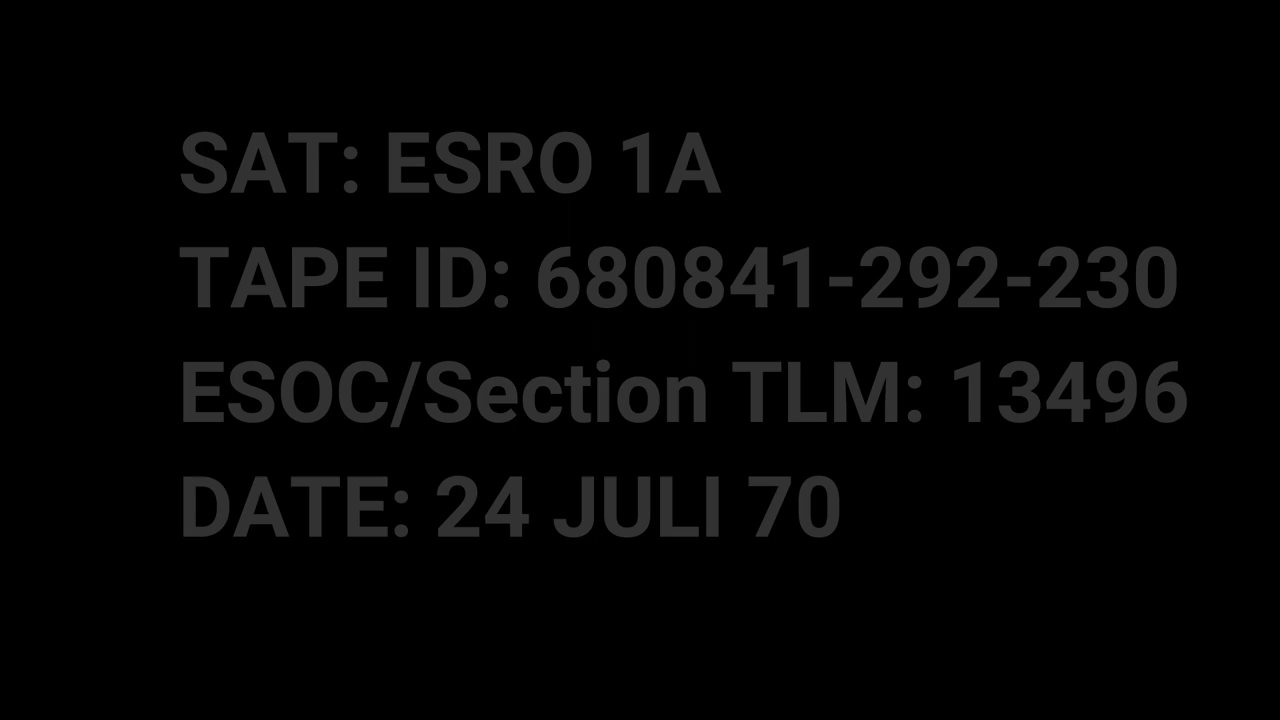 SAT: ESRO 1A
TAPE ID: 680841-292-230
ESOC/Section TLM: 13496
DATE: 24 JULI 70